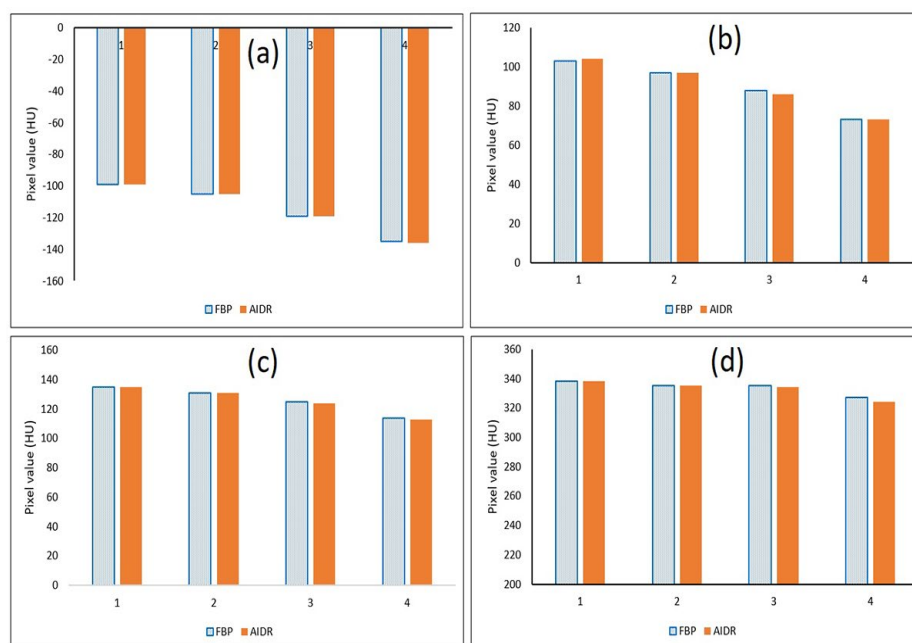 (a)
Pixel value (HU)
0
-20
-40
-60
-80
-100
-120
-140
-160
1 2 3 4
FBP AIDR
(b)
Pixel value (HU)
120
100
80
60
40
20
0
1 2 3 4
FBP AIDR
(c)
Pixel value (HU)
160
140
120
100
80
60
40
20
0
1 2 3 4
FBP AIDR
(d)
Pixel value (HU)
360
340
320
300
280
260
240
220
200
1 2 3 4
FBP AIDR